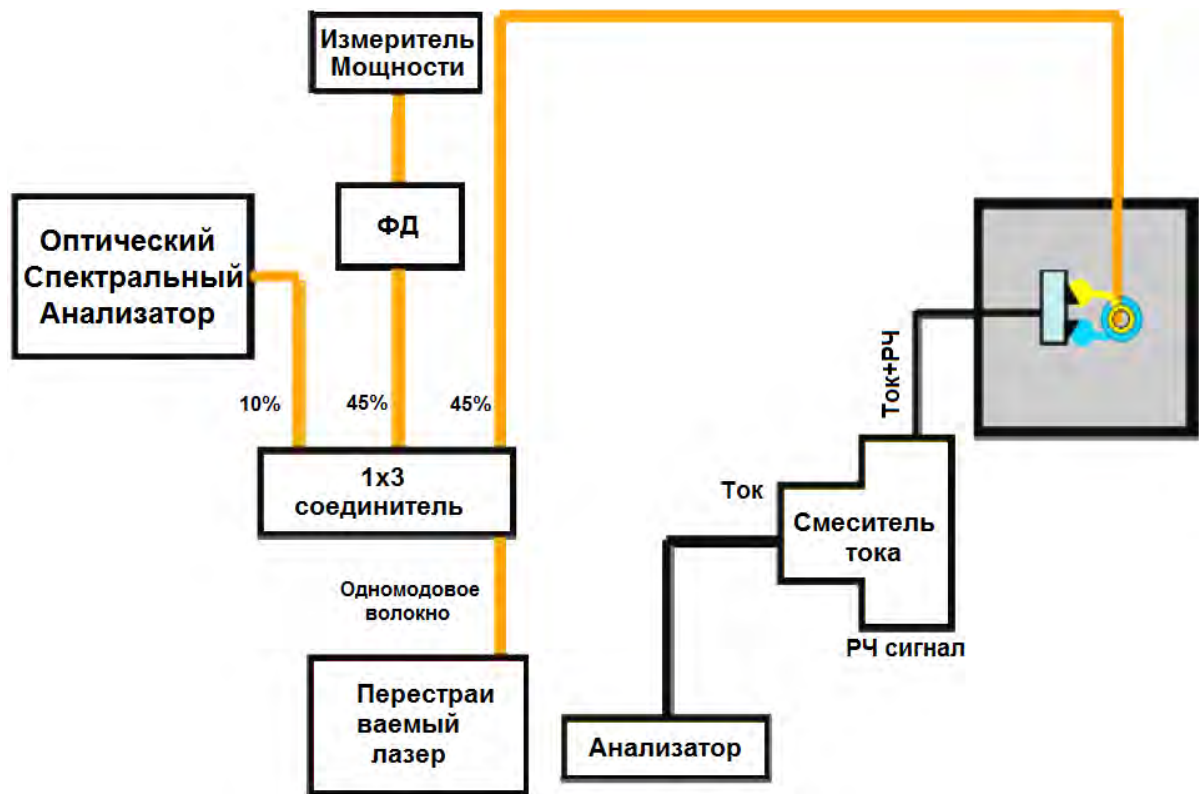 Измеритель
Мощности
ФД
Оптический
Спектральный
Анализатор
10%
45%
45%
1x3
соединитель
Одномодовое
волокно
Перестраи
ваемый
лазер
Ток+РЧ
Ток
Смеситель
тока
РЧ сигнал
Анализатор